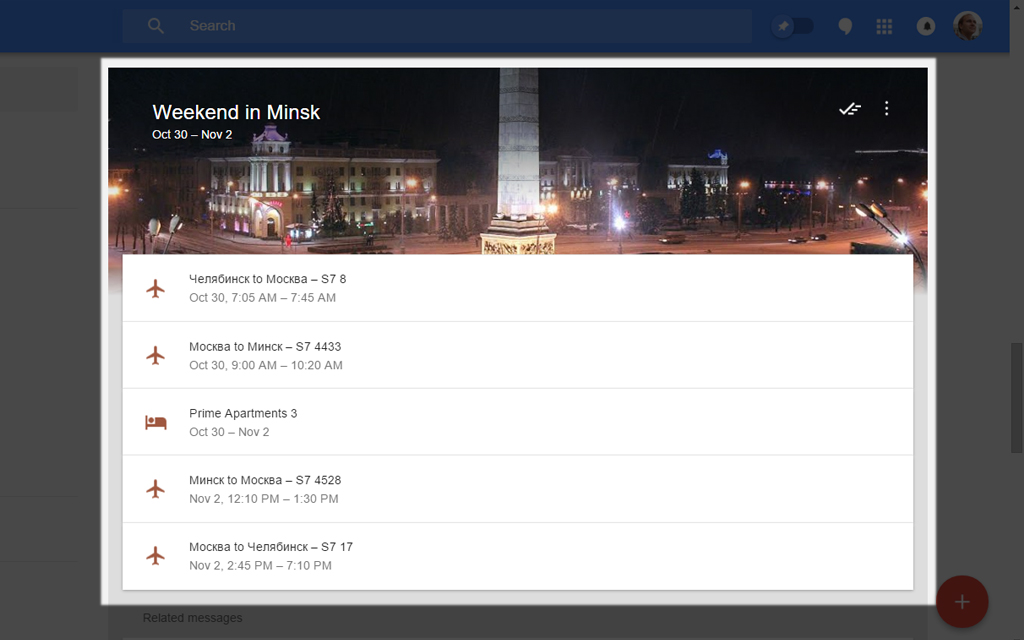 Search
Weekend in Minsk
Oct 30 – Nov 2
Челябинск to Москва – S7 8
Oct 30, 7:05 AM – 7:45 AM
Москва to Минск – S7 4433
Oct 30, 9:00 AM – 10:20 AM
Prime Apartments 3
Oct 30 – Nov 2
Минск to Москва – S7 4528
Nov 2, 12:10 PM – 1:30 PM
Москва to Челябинск – S7 17
Nov 2, 2:45 PM – 7:10 PM
Related messages